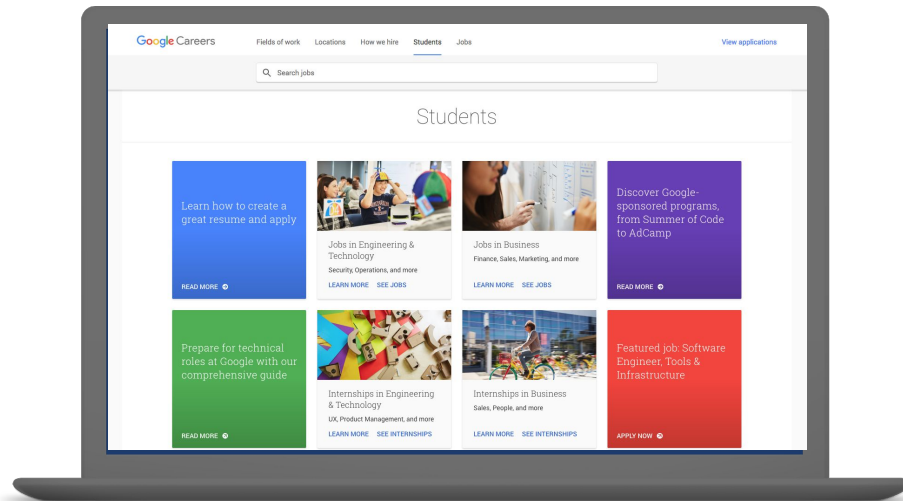 Google Careers
Fields of work
Locations
How we hire
Students
Jobs
View applications
Search jobs
Students
Learn how to create a
great resume and apply
READ MORE
Jobs in Engineering &
Technology
Security, Operations, and more
LEARN MORE SEE JOBS
Jobs in Business
Finance, Sales, Marketing, and more
LEARN MORE SEE JOBS
Discover Google-
sponsored programs,
from Summer of Code
to AdCamp
READ MORE
Prepare for technical
roles at Google with our
comprehensive guide
READ MORE
Internships in Engineering
& Technology
UX, Product Management, and more
LEARN MORE SEE INTERNSHIPS
Internships in Business
Sales, People, and more
LEARN MORE SEE INTERNSHIPS
Featured job: Software
Engineer, Tools &
Infrastructure
APPLY NOW